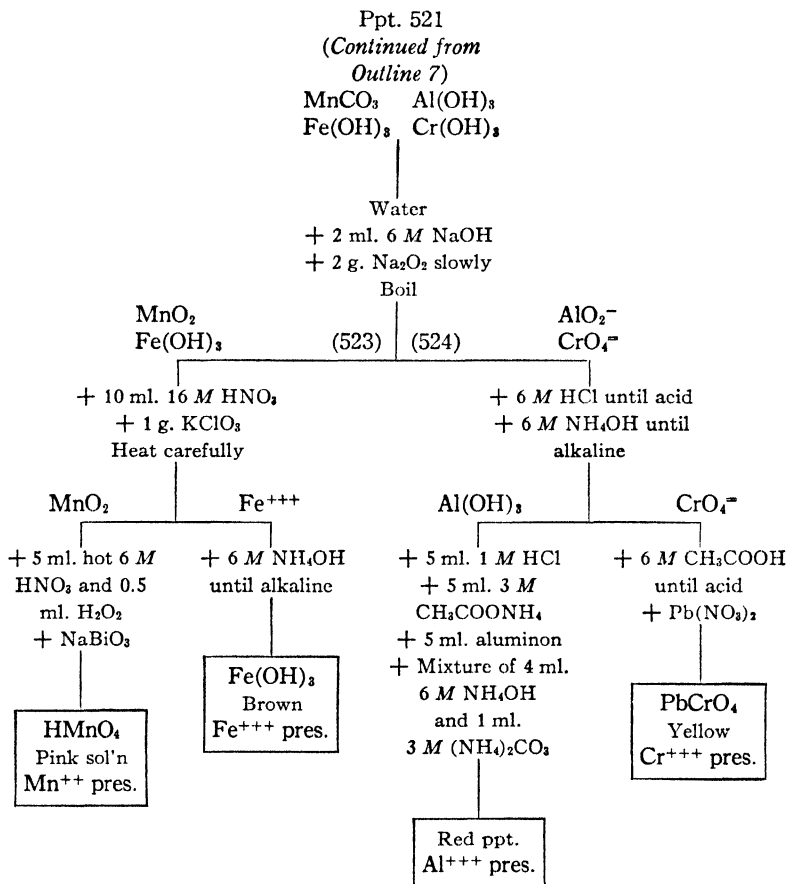 Ppt. 521
(Continued from
Outline 7)
MnCO₃ Al(OH)₃
Fe(OH)₃ Cr(OH)₃
Water
+ 2 ml. 6 M NaOH
+ 2 g. Na₂O₂ slowly
Boil
MnO₂
Fe(OH)₃
(523) (524)
AlO₂⁻
CrO₄⁼
+ 10 ml. 16 M HNO₃
+ 1 g. KClO₃
Heat carefully
+ 6 M HCl until acid
+ 6 M NH₄OH until
alkaline
MnO₂
Fe⁺⁺⁺
Al(OH)₃
CrO₄⁼
+ 5 ml. hot 6 M
HNO₃ and 0.5
ml. H₂O₂
+ NaBiO₃
+ 6 M NH₄OH
until alkaline
+ 5 ml. 1 M HCl
+ 5 ml. 3 M
CH₃COONH₄
+ 5 ml. aluminon
+ Mixture of 4 ml.
6 M NH₄OH
and 1 ml.
3 M (NH₄)₂CO₃
+ 6 M CH₃COOH
until acid
+ Pb(NO₃)₂
HMnO₄
Pink sol'n
Mn⁺⁺ pres.
Fe(OH)₃
Brown
Fe⁺⁺⁺ pres.
Red ppt.
Al⁺⁺⁺ pres.
PbCrO₄
Yellow
Cr⁺⁺⁺ pres.